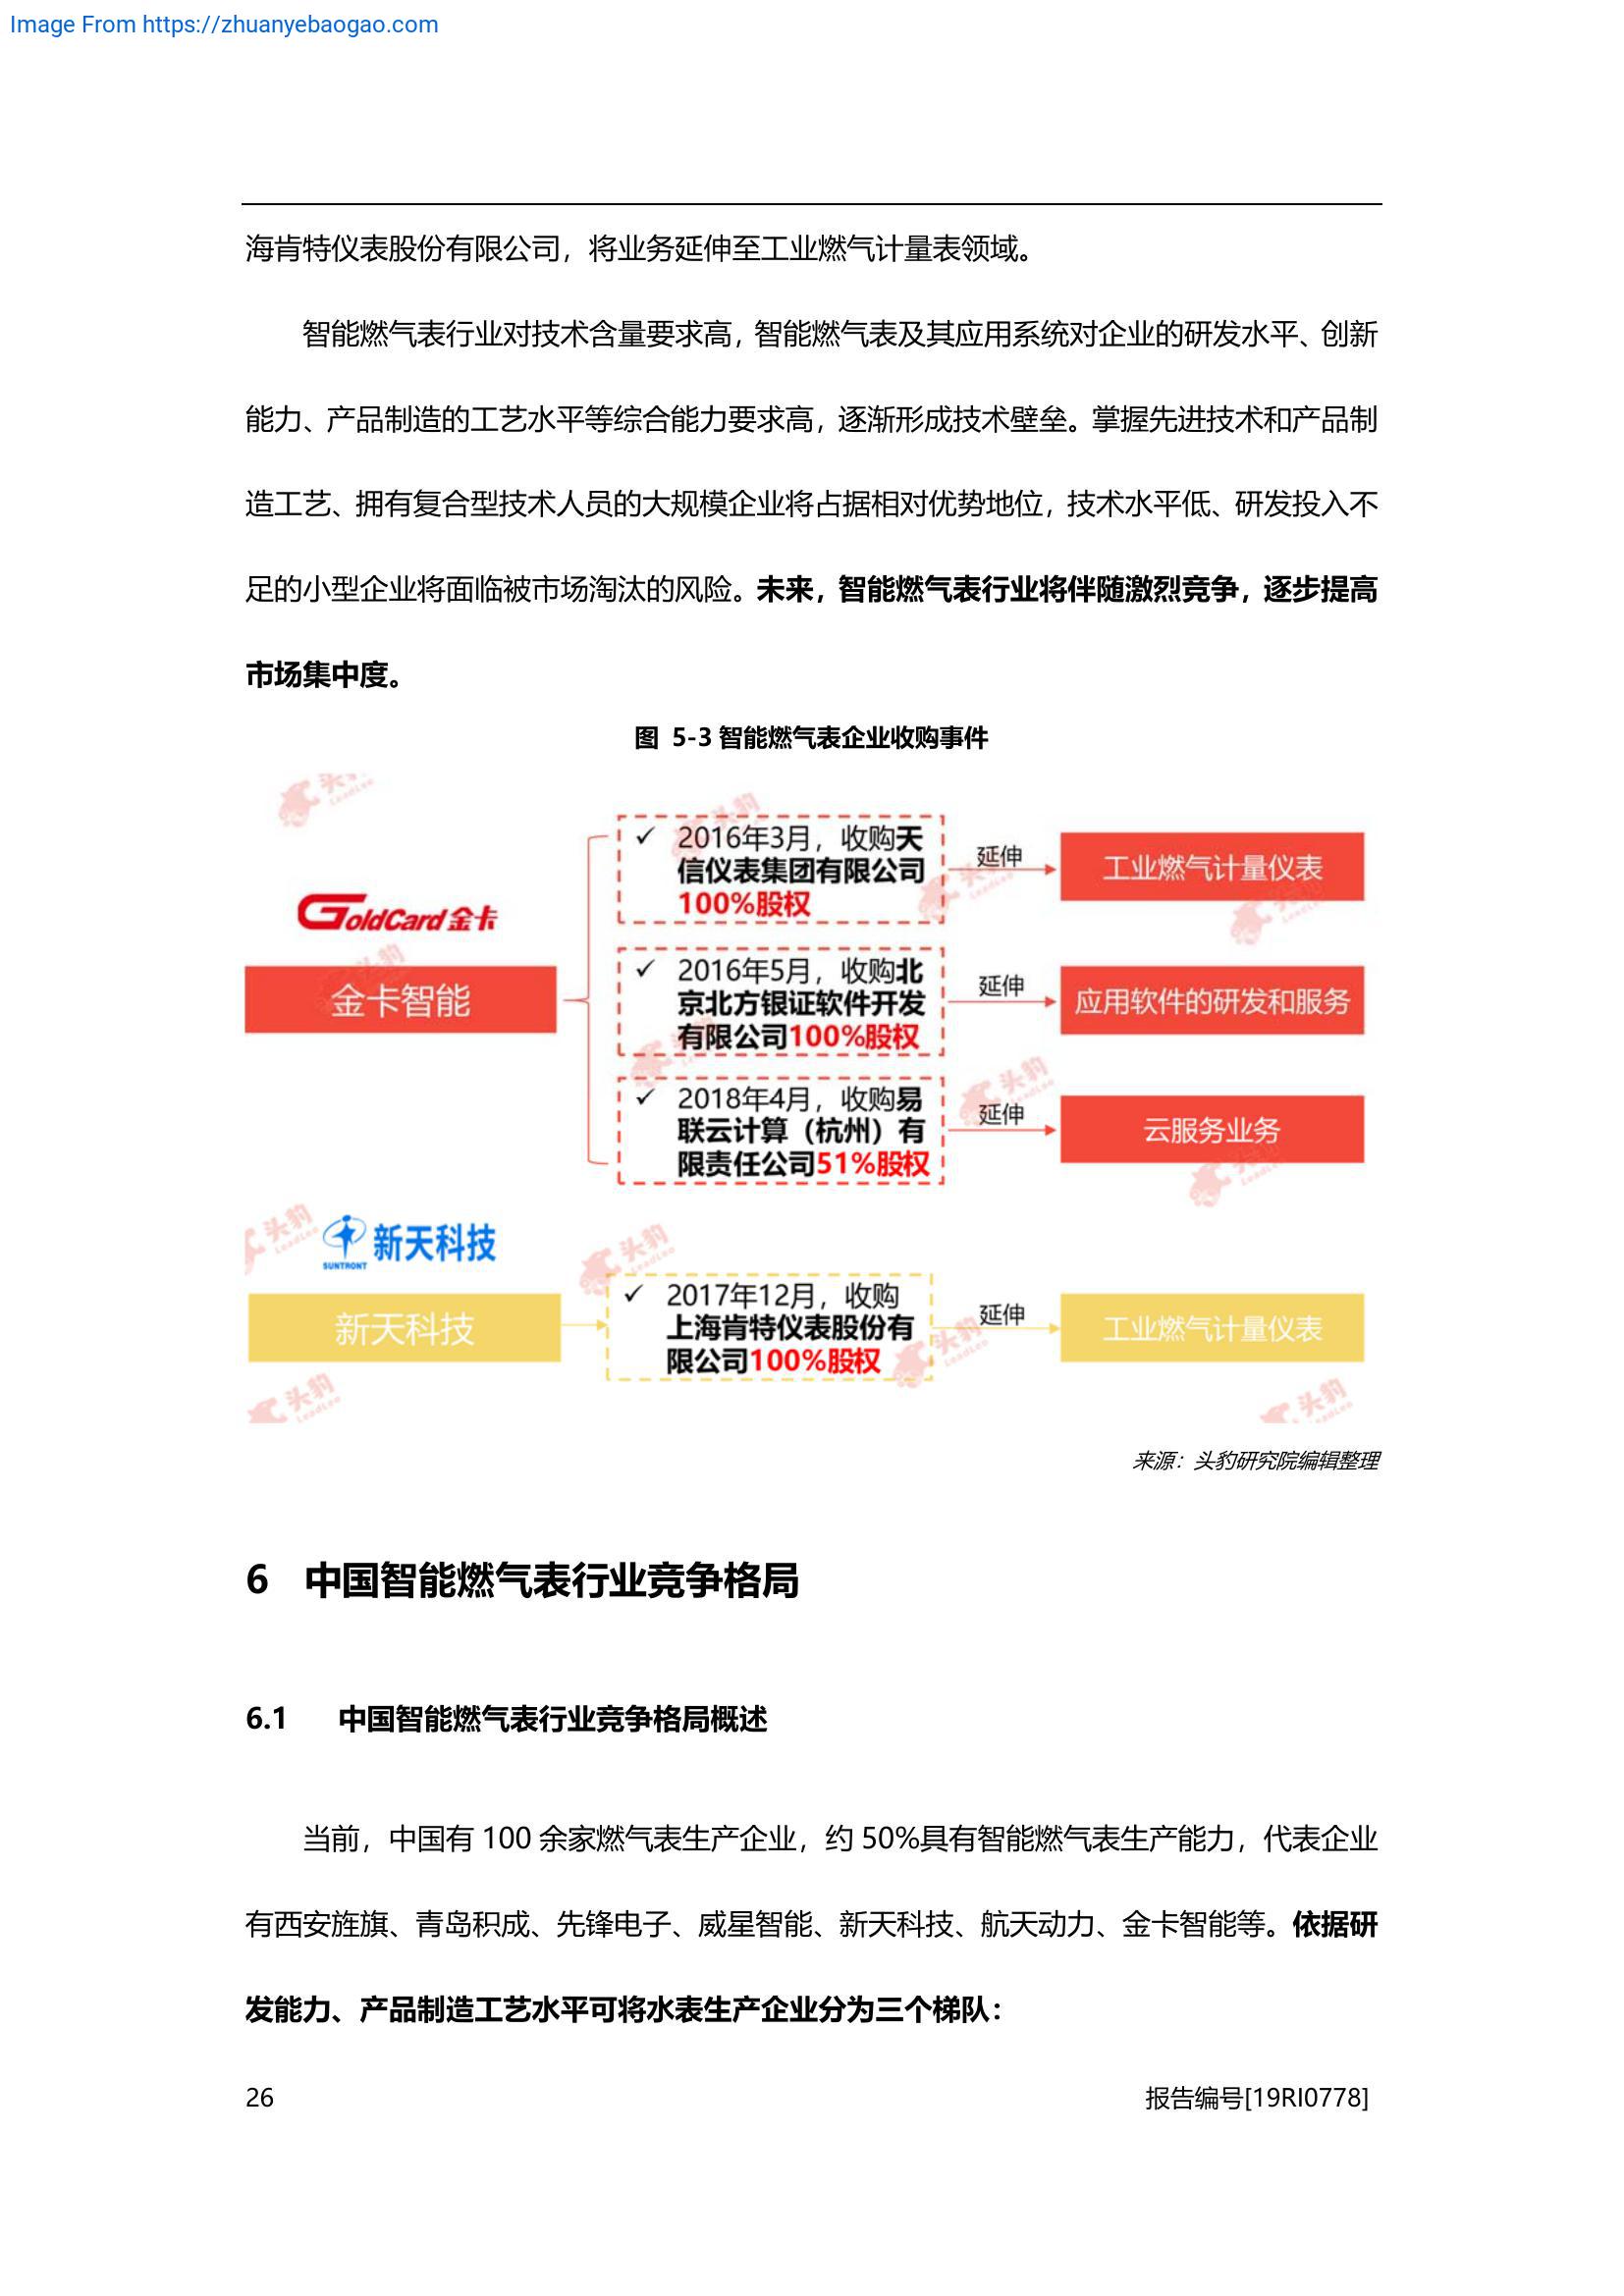 Image From https://zhuanyebaogao.com
海肯特仪表股份有限公司，将业务延伸至工业燃气计量表领域。
智能燃气表行业对技术含量要求高，智能燃气表及其应用系统对企业的研发水平、创新
能力、产品制造的工艺水平等综合能力要求高，逐渐形成技术壁垒。掌握先进技术和产品制
造工艺、拥有复合型技术人员的大规模企业将占据相对优势地位，技术水平低、研发投入不
足的小型企业将面临被市场淘汰的风险。未来，智能燃气表行业将伴随激烈竞争，逐步提高
市场集中度。
图 5-3 智能燃气表企业收购事件
GoldCard 金卡
金卡智能
✓ 2016年3月，收购天
信仪表集团有限公司
100%股权
延伸
工业燃气计量仪表
✓ 2016年5月，收购北
京北方银证软件开发
有限公司100%股权
延伸
应用软件的研发和服务
✓ 2018年4月，收购易
联云计算（杭州）有
限责任公司51%股权
延伸
云服务业务
SUNTRONT 新天科技
新天科技
✓ 2017年12月，收购
上海肯特仪表股份有
限公司100%股权
延伸
工业燃气计量仪表
头豹
LeadLeo
来源：头豹研究院编辑整理
6 中国智能燃气表行业竞争格局
6.1 中国智能燃气表行业竞争格局概述
当前，中国有 100 余家燃气表生产企业，约 50%具有智能燃气表生产能力，代表企业
有西安旌旗、青岛积成、先锋电子、威星智能、新天科技、航天动力、金卡智能等。依据研
发能力、产品制造工艺水平可将水表生产企业分为三个梯队：
26
报告编号[19RI0778]